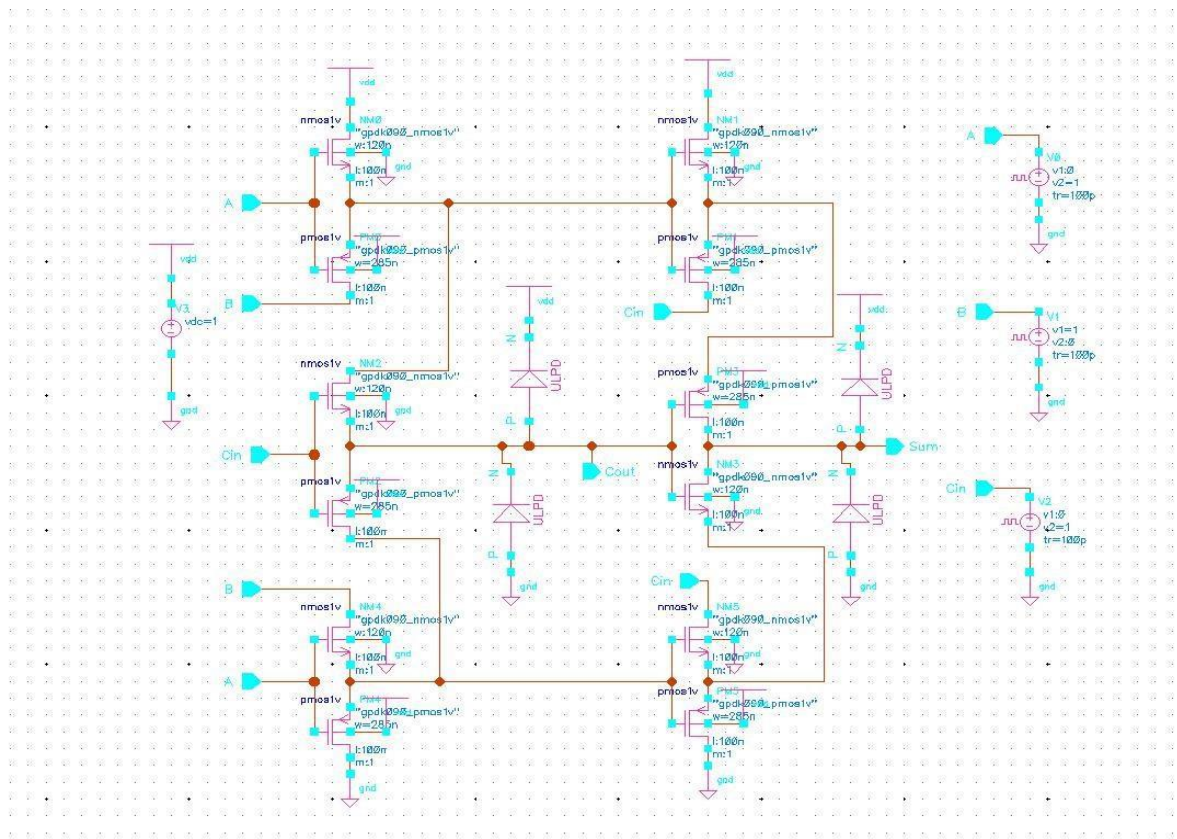 vdd
vdd
nmos1v
NM0
"gpdk090_nmos1v"
w:120n
gnd
l:100n
m:1
A
pmos1v
"gpdk090_pmos1v"
w=285n
l:100n
m:1
B
nmos1v
NM1
"gpdk090_nmos1v"
w:120n
gnd
l:100n
m:1
pmos1v
"gpdk090_pmos1v"
w=285n
l:100n
m:1
Cin
A
V0
v1:0
v2=1
tr=100p
gnd
vdd
V3
vdc=1
gnd
vdd
N
ULPD
P
vdd
N
ULPD
P
B
V1
v1=1
v2:0
tr=100p
gnd
nmos1v
NM2
"gpdk090_nmos1v"
w:120n
gnd
l:100n
m:1
pmos1v
PM3
"gpdk090_pmos1v"
w=285n
l:100n
m:1
Cin
Cout
Sum
pmos1v
"gpdk090_pmos1v"
w=285n
l:100n
m:1
N
ULPD
P
gnd
nmos1v
NM3
"gpdk090_nmos1v"
w:120n
gnd
l:100n
m:1
N
ULPD
P
gnd
Cin
V2
v1:0
v2=1
tr=100p
gnd
B
nmos1v
NM4
"gpdk090_nmos1v"
w:120n
gnd
l:100n
m:1
Cin
nmos1v
NM5
"gpdk090_nmos1v"
w:120n
gnd
l:100n
m:1
A
pmos1v
PM4
"gpdk090_pmos1v"
w=285n
l:100n
m:1
gnd
pmos1v
PM5
"gpdk090_pmos1v"
w=285n
l:100n
m:1
gnd